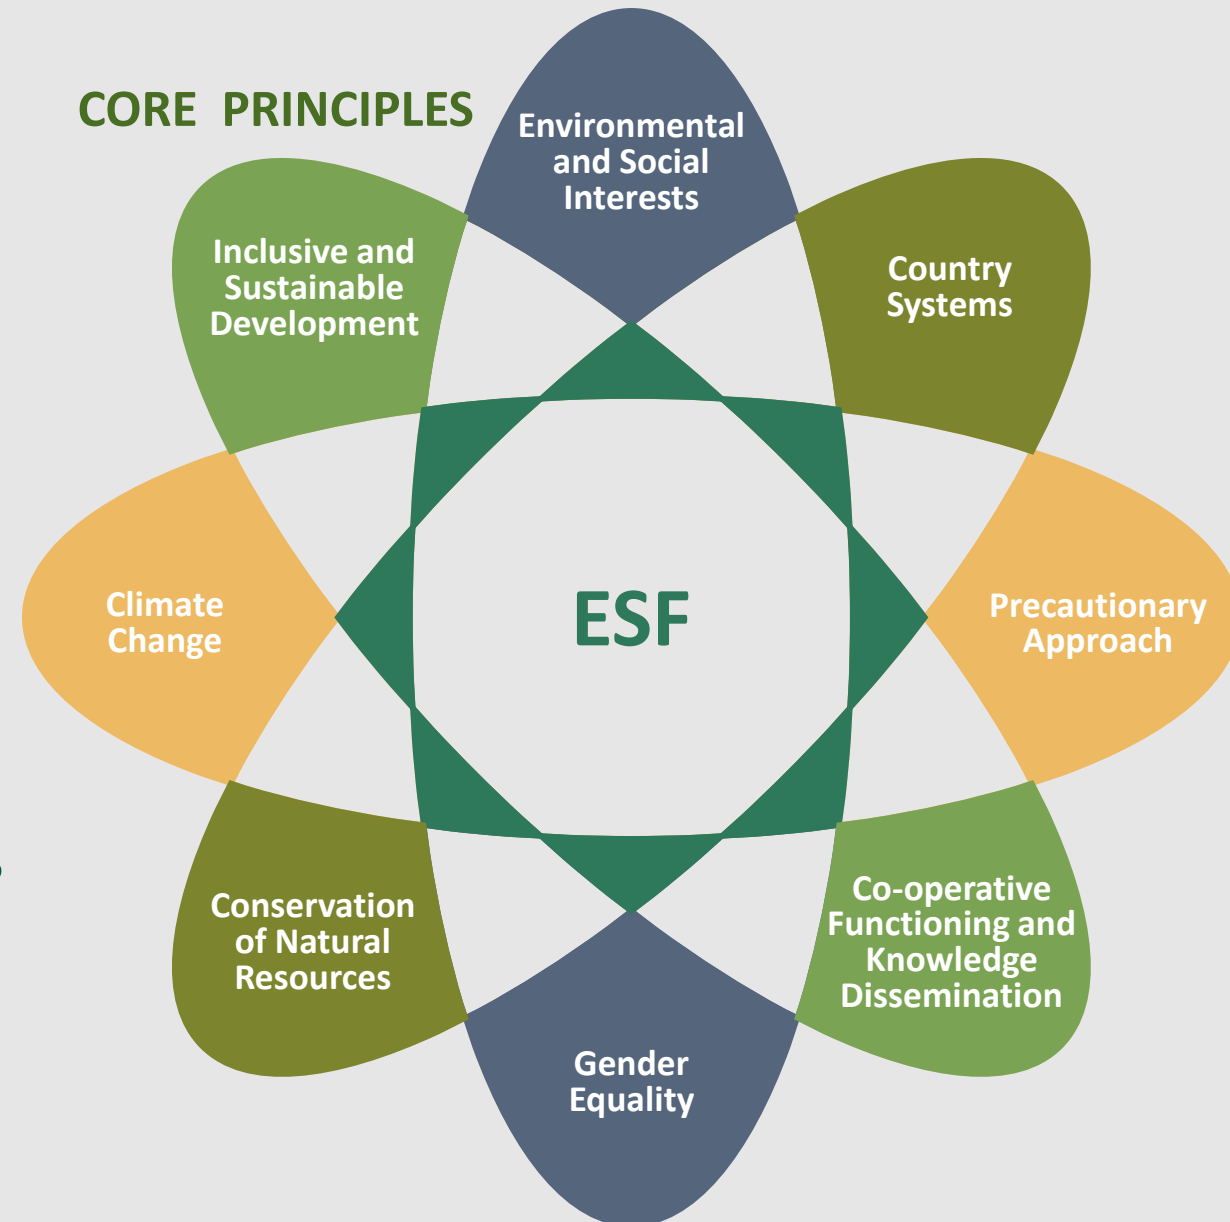 CORE PRINCIPLES
Environmental
and Social
Interests
Inclusive and
Sustainable
Development
Country
Systems
Climate
Change
ESF
Precautionary
Approach
Conservation
of Natural
Resources
Co-operative
Functioning and
Knowledge
Dissemination
Gender
Equality